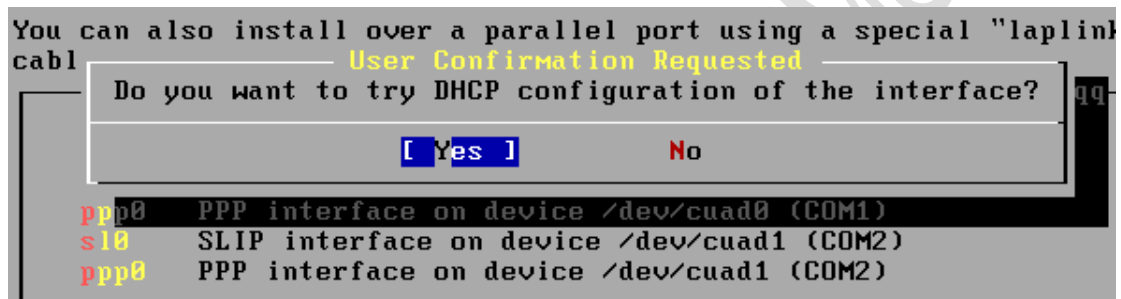 You can also install over a parallel port using a special "laplink
cabl
User Confirmation Requested
Do you want to try DHCP configuration of the interface?
qq
[ Yes ] No
ppp0 PPP interface on device /dev/cuad0 (COM1)
sl0 SLIP interface on device /dev/cuad1 (COM2)
ppp0 PPP interface on device /dev/cuad1 (COM2)